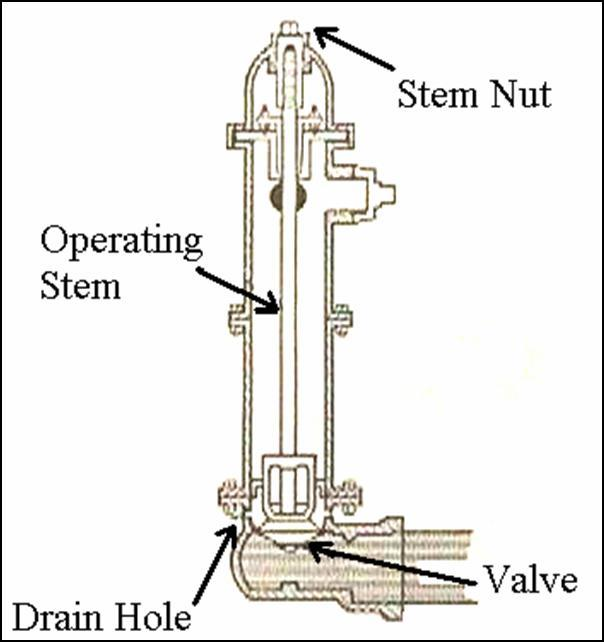 Stem Nut
Operating
Stem
Valve
Drain Hole